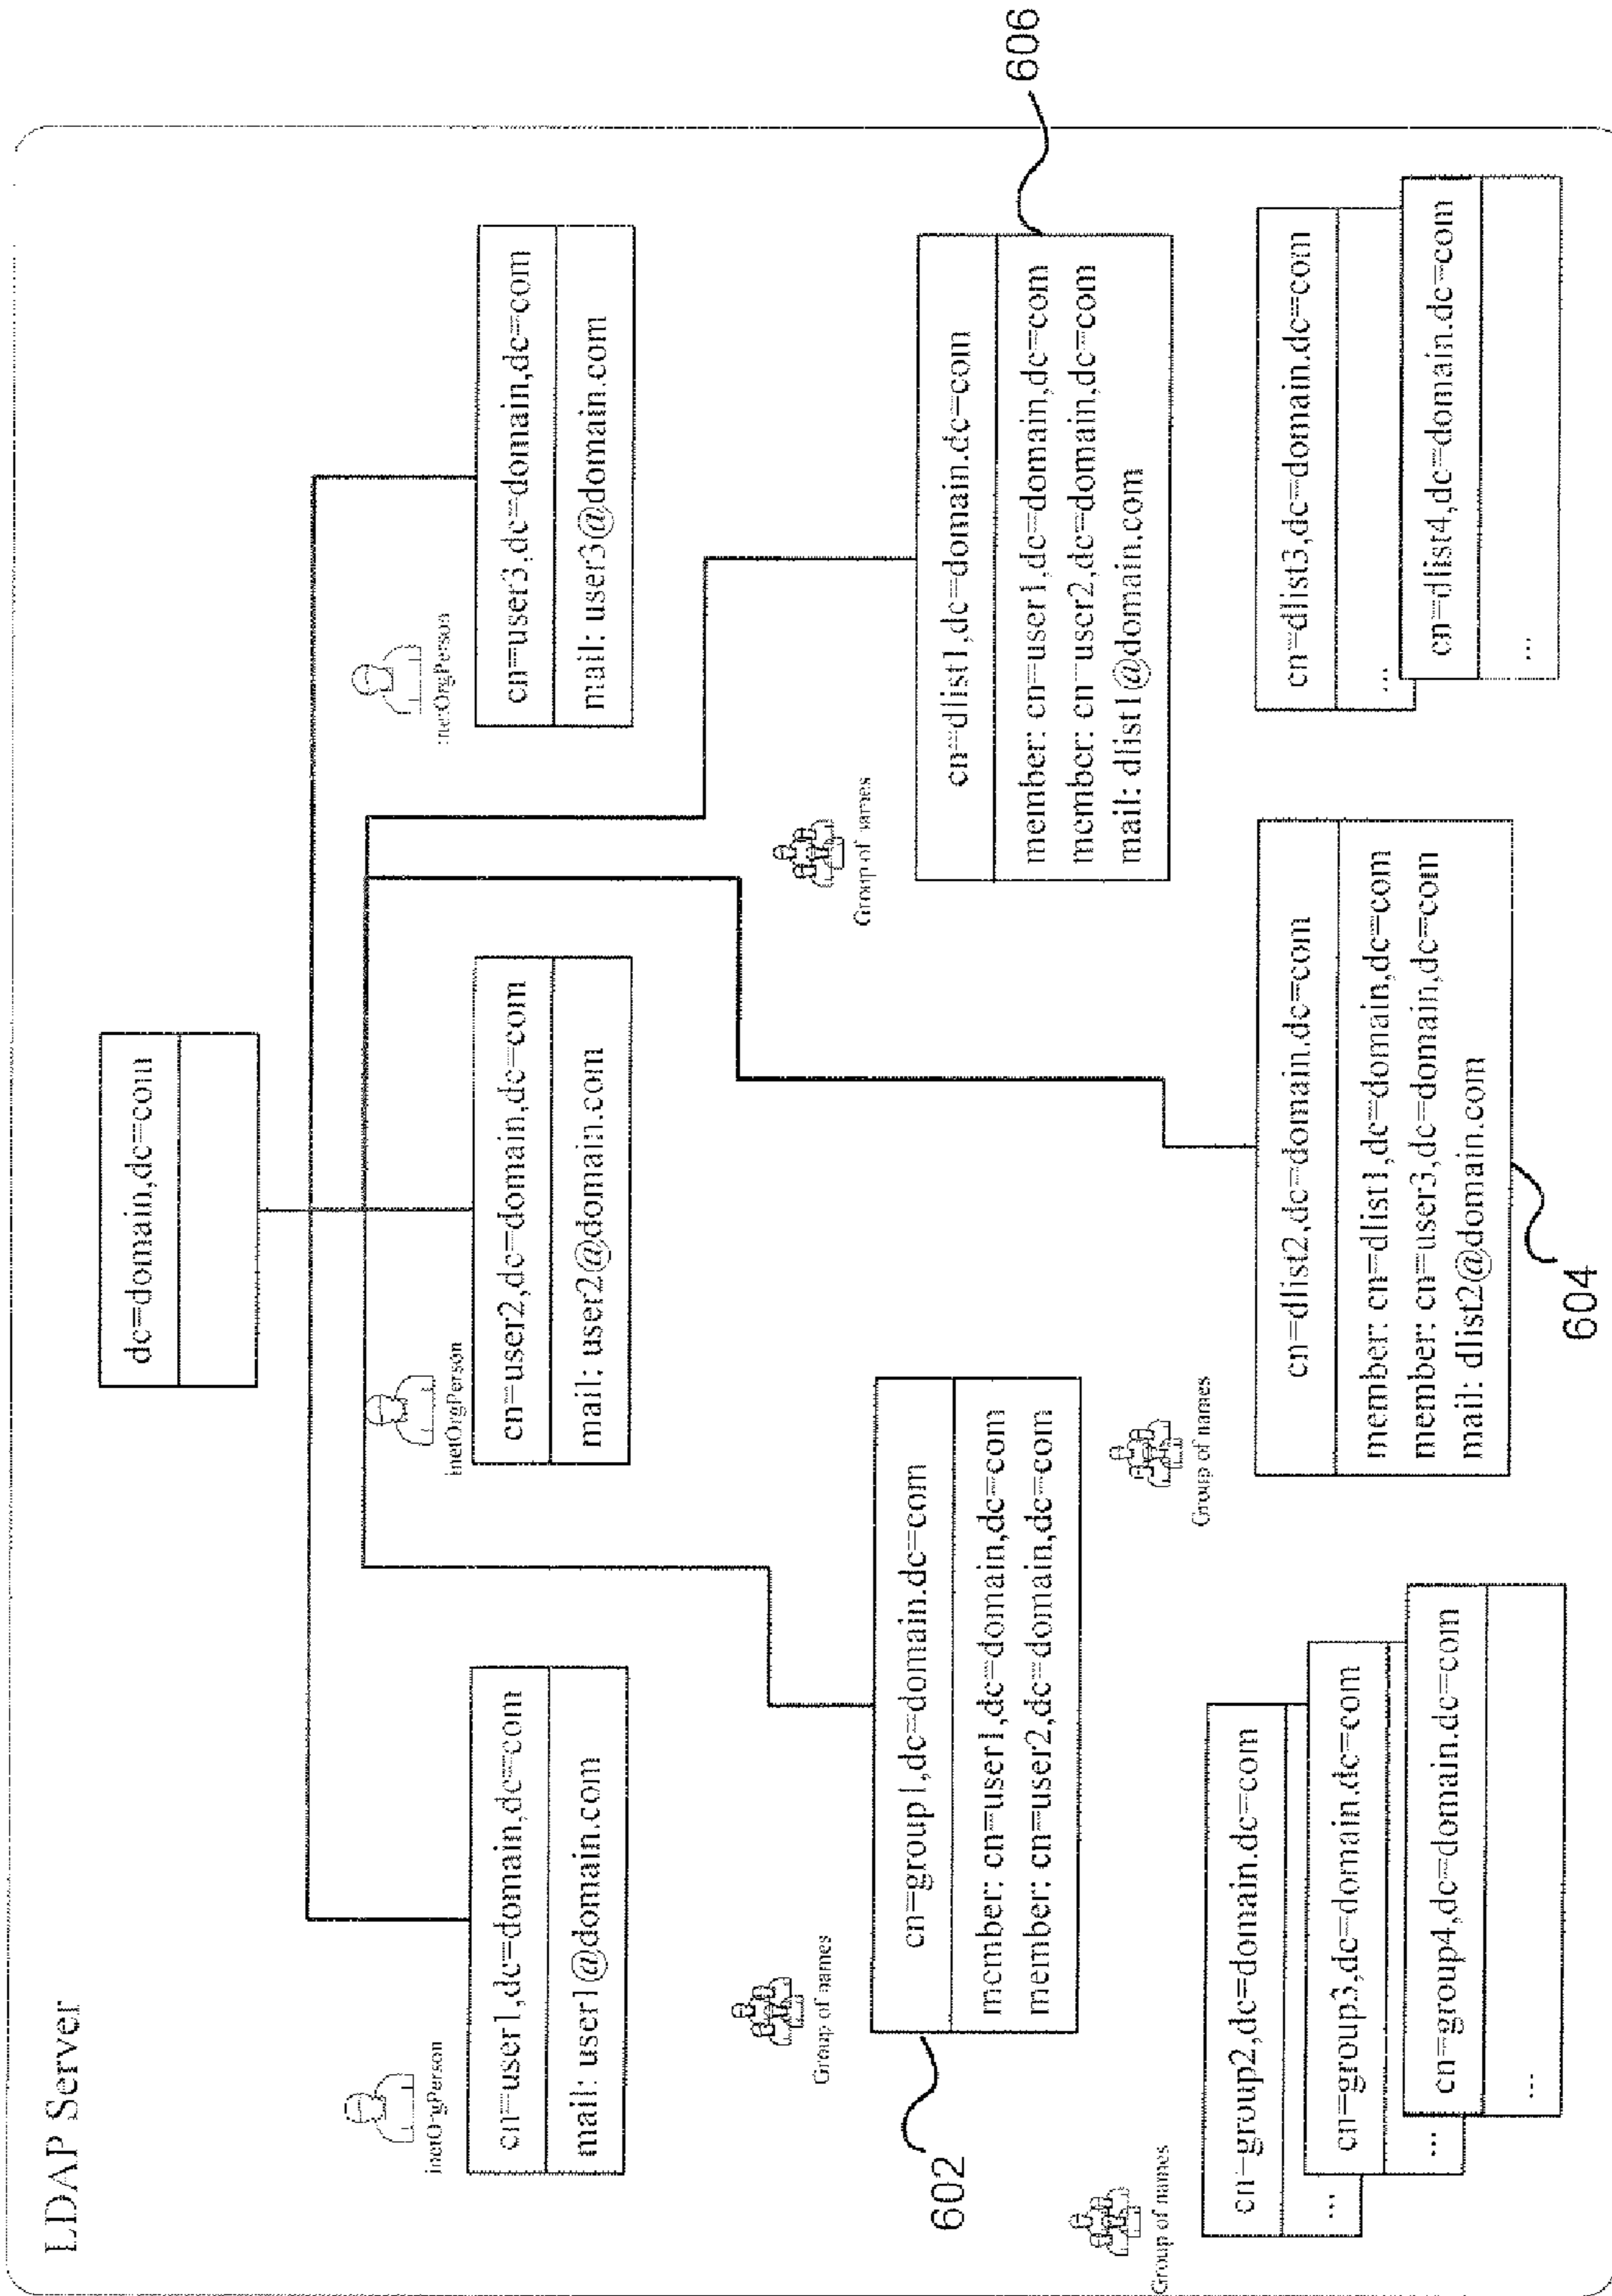 LDAP Server
dc=domain,dc=com
inetOrgPerson
cn=user1,dc=domain,dc=com
mail: user1@domain.com
inetOrgPerson
cn=user2,dc=domain,dc=com
mail: user2@domain.com
inetOrgPerson
cn=user3,dc=domain,dc=com
mail: user3@domain.com
Group of names
cn=group1,dc=domain.dc=com
member: cn=user1,dc=domain,dc=com
member: cn=user2,dc=domain,dc=com
602
Group of names
cn=dlist1,dc=domain.dc=com
member: cn=user1,dc=domain,dc=com
member: cn=user2,dc=domain,dc=com
mail: dlist1@domain.com
606
Group of names
cn=group2,dc=domain.dc=com
...
cn=group3,dc=domain.dc=com
...
cn=group4,dc=domain.dc=com
...
Group of names
cn=dlist2,dc=domain.dc=com
member: cn=dlist1,dc=domain,dc=com
member: cn=user3,dc=domain,dc=com
mail: dlist2@domain.com
604
cn=dlist3,dc=domain.dc=com
...
cn=dlist4,dc=domain.dc=com
...